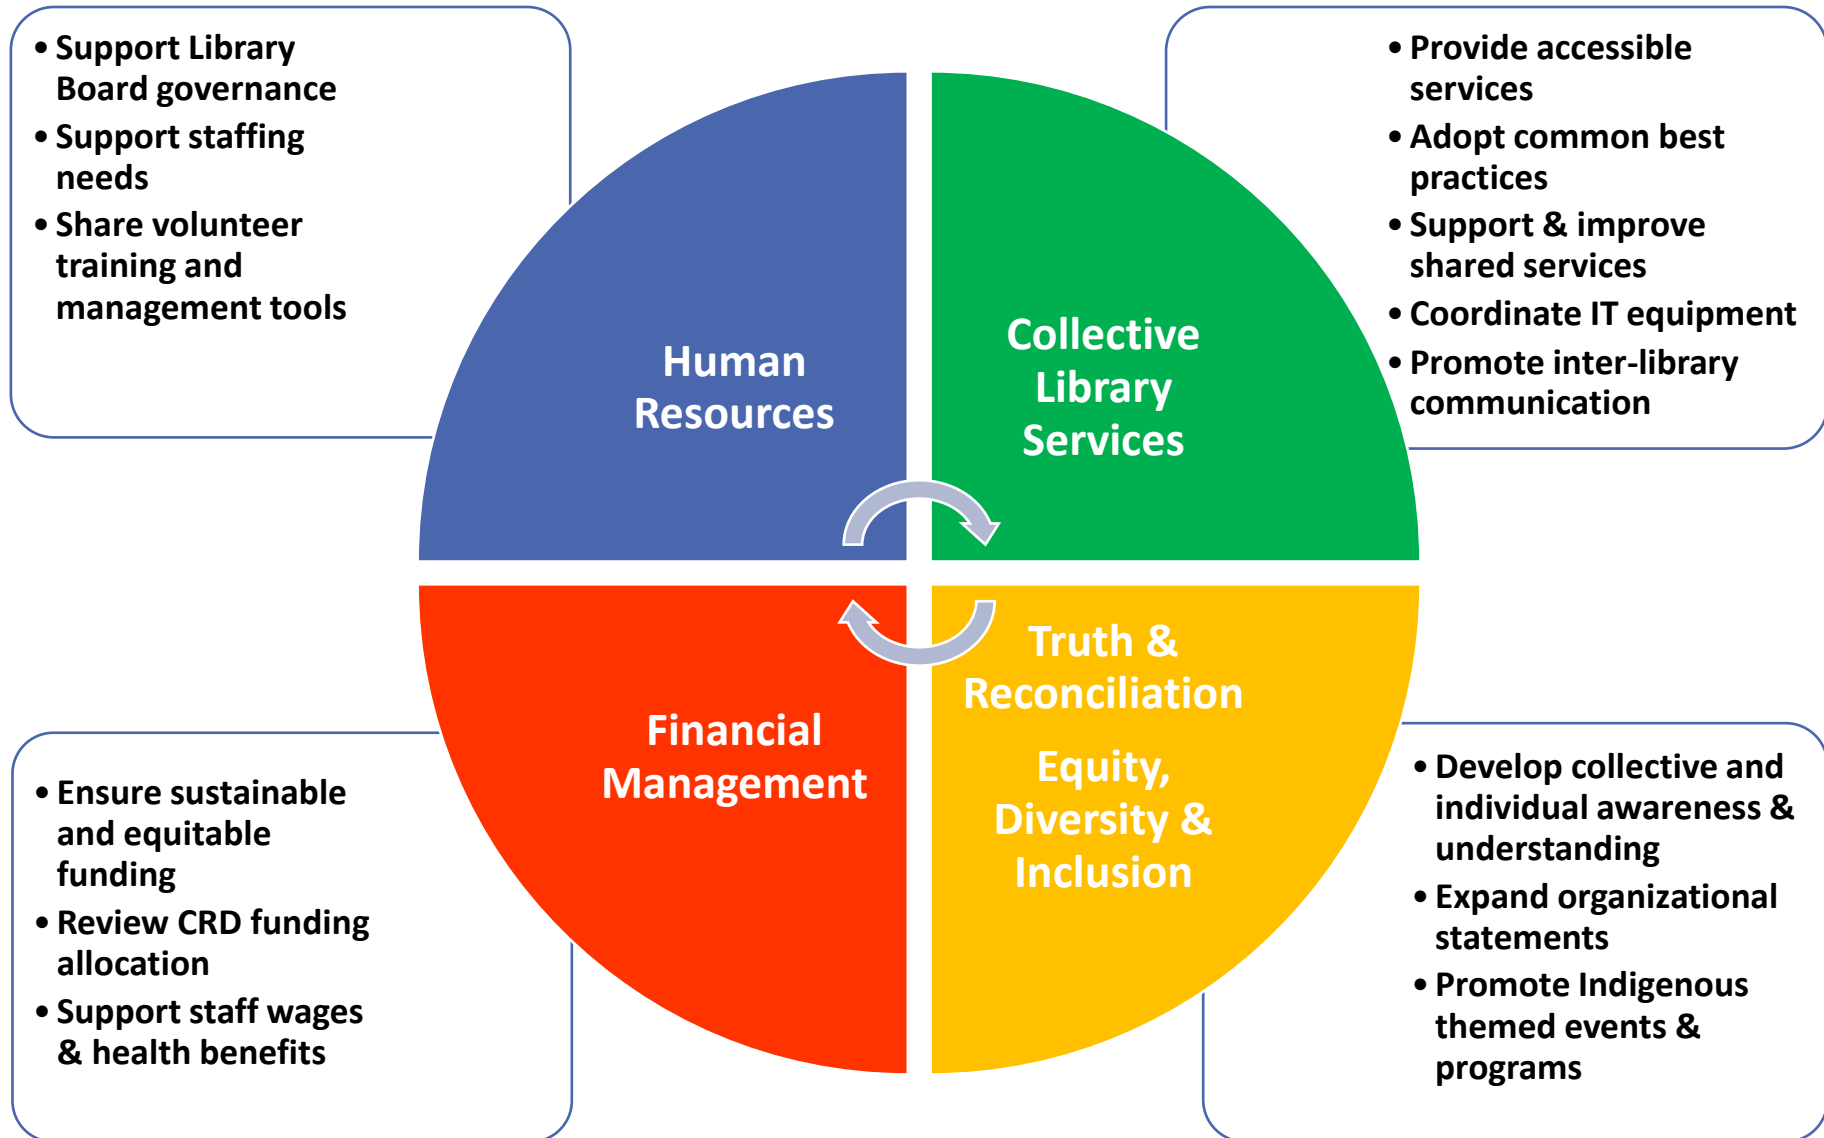 • Support Library
Board governance
• Support staffing
needs
• Share volunteer
training and
management tools
• Provide accessible
services
• Adopt common best
practices
• Support & improve
shared services
• Coordinate IT equipment
• Promote inter-library
communication
Human
Resources
Collective
Library
Services
Financial
Management
Truth &
Reconciliation
Equity,
Diversity &
Inclusion
• Ensure sustainable
and equitable
funding
• Review CRD funding
allocation
• Support staff wages
& health benefits
• Develop collective and
individual awareness &
understanding
• Expand organizational
statements
• Promote Indigenous
themed events &
programs